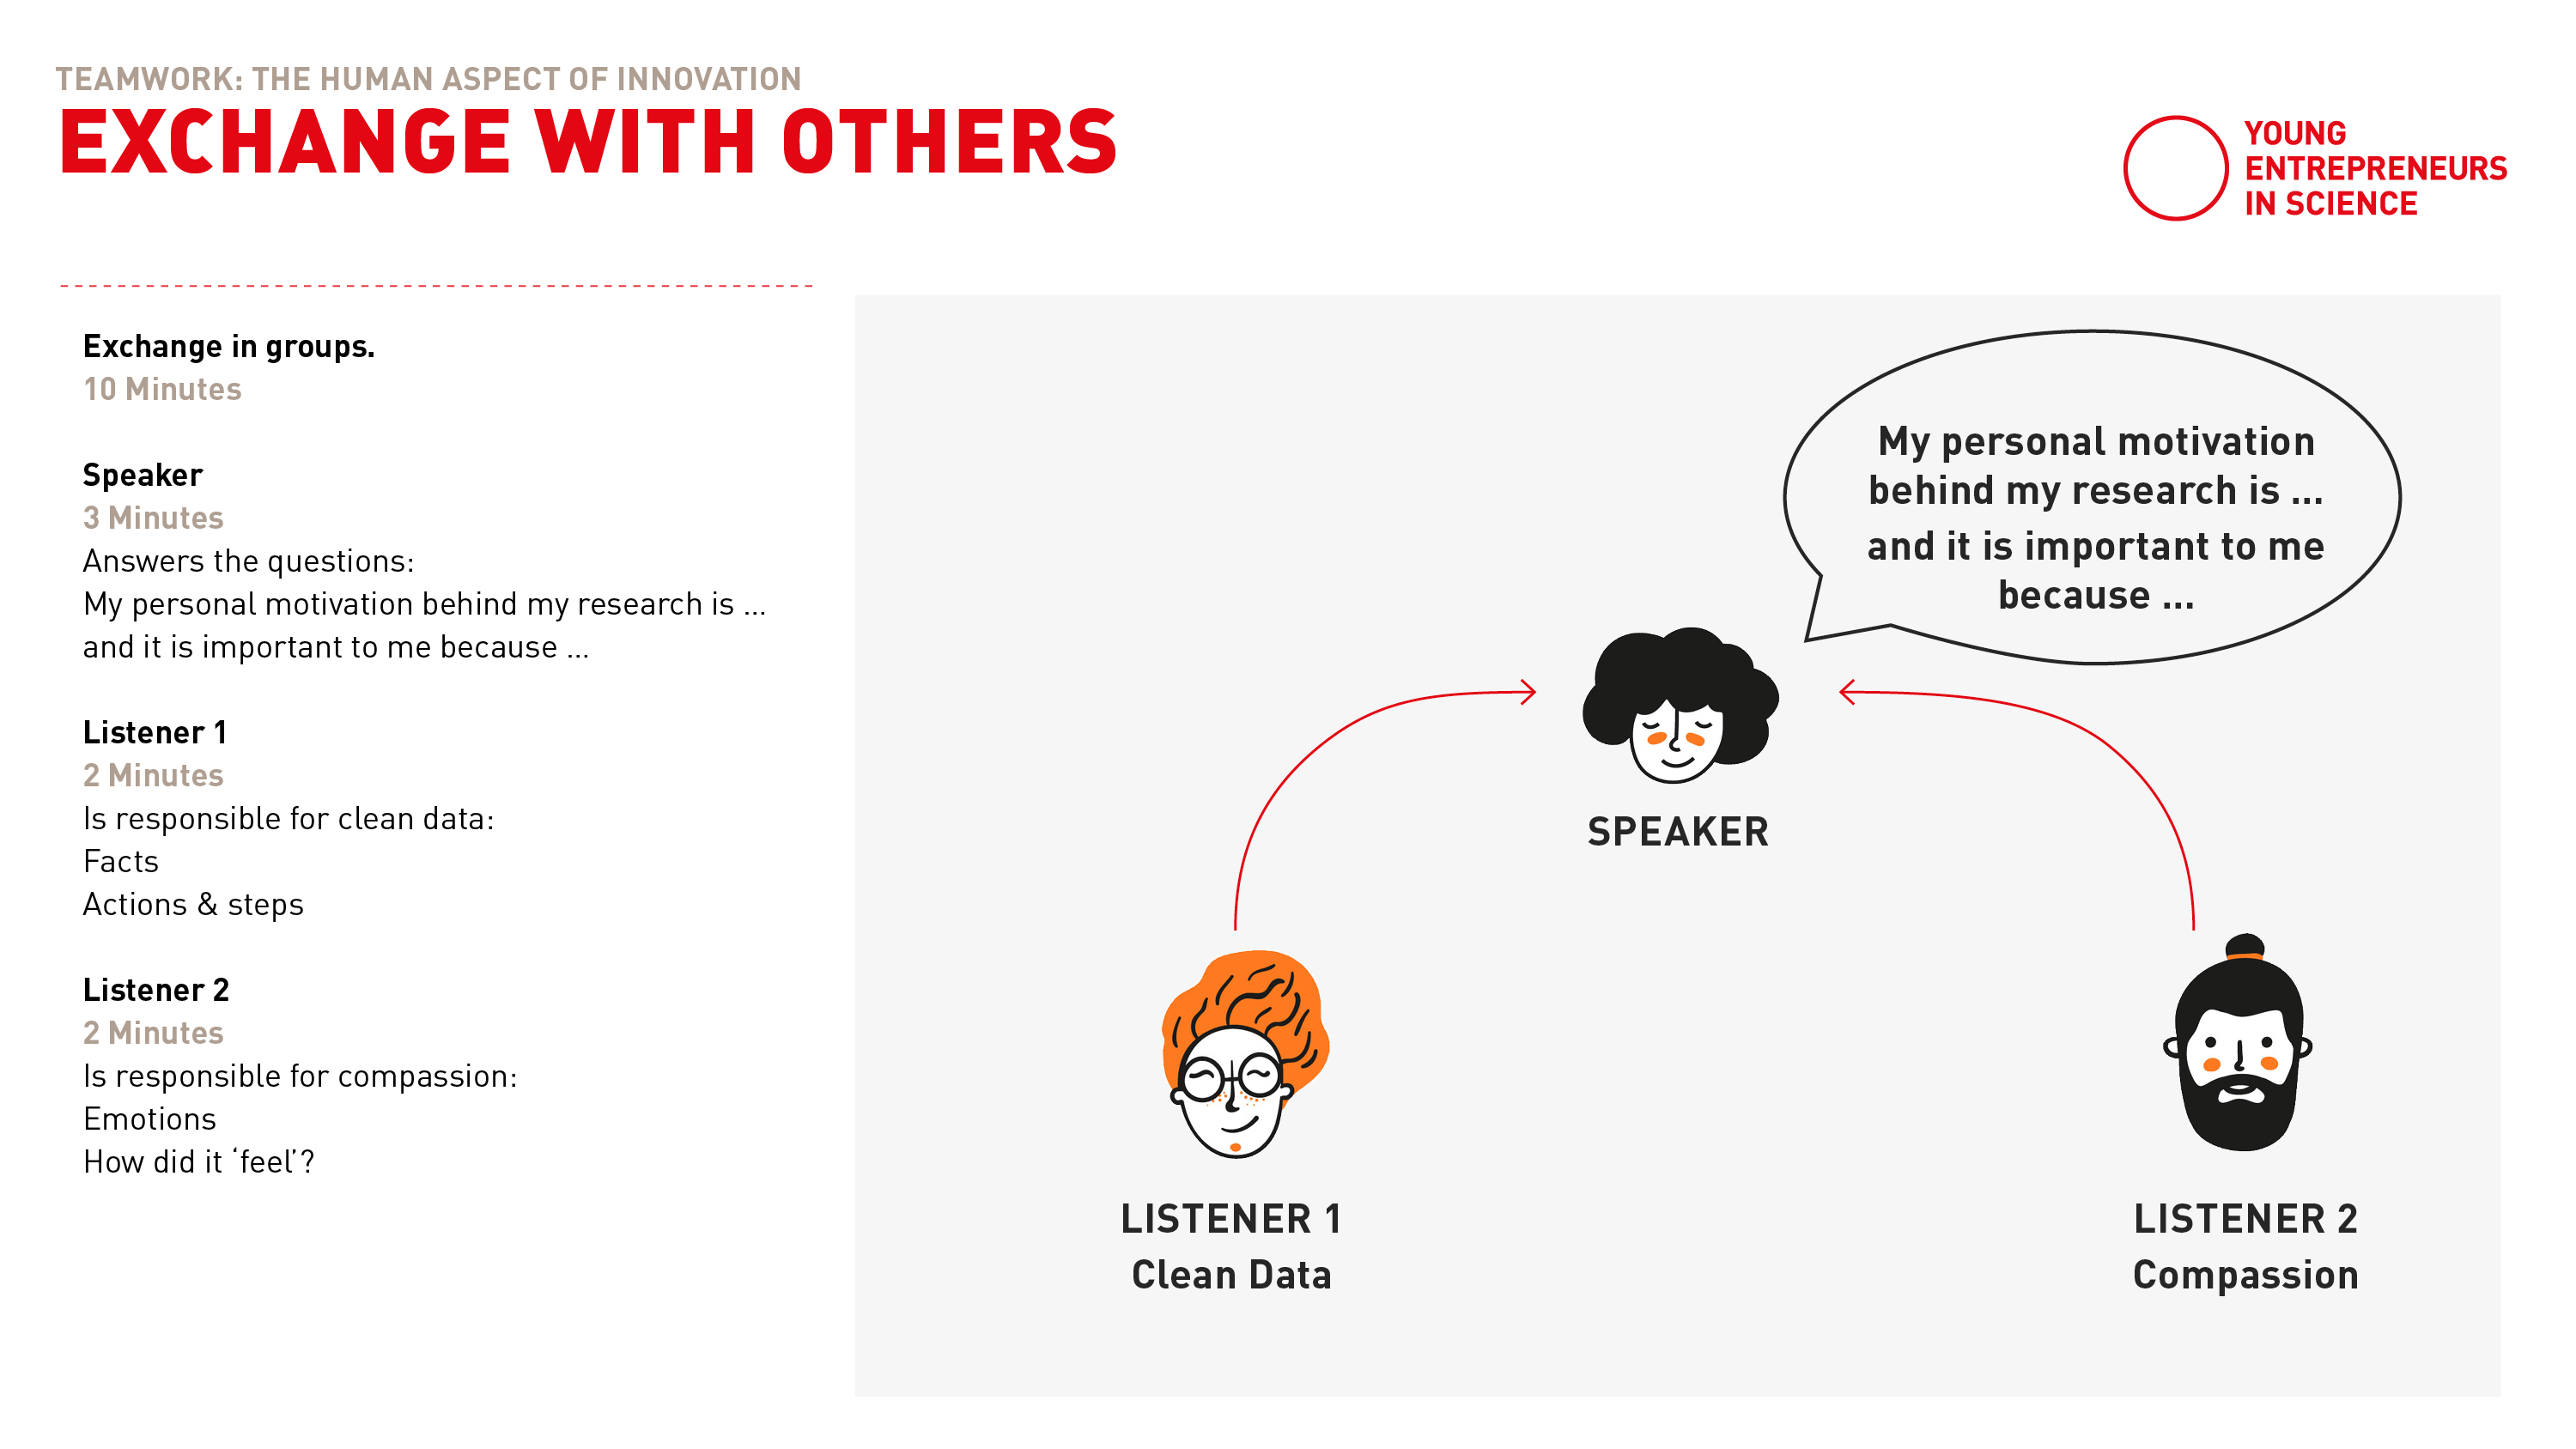 TEAMWORK: THE HUMAN ASPECT OF INNOVATION
EXCHANGE WITH OTHERS
YOUNG
ENTREPRENEURS
IN SCIENCE
Exchange in groups.
10 Minutes
Speaker
3 Minutes
Answers the questions:
My personal motivation behind my research is ...
and it is important to me because ...
Listener 1
2 Minutes
Is responsible for clean data:
Facts
Actions & steps
Listener 2
2 Minutes
Is responsible for compassion:
Emotions
How did it ‘feel’?
My personal motivation
behind my research is ...
and it is important to me
because ...
SPEAKER
LISTENER 1
Clean Data
LISTENER 2
Compassion